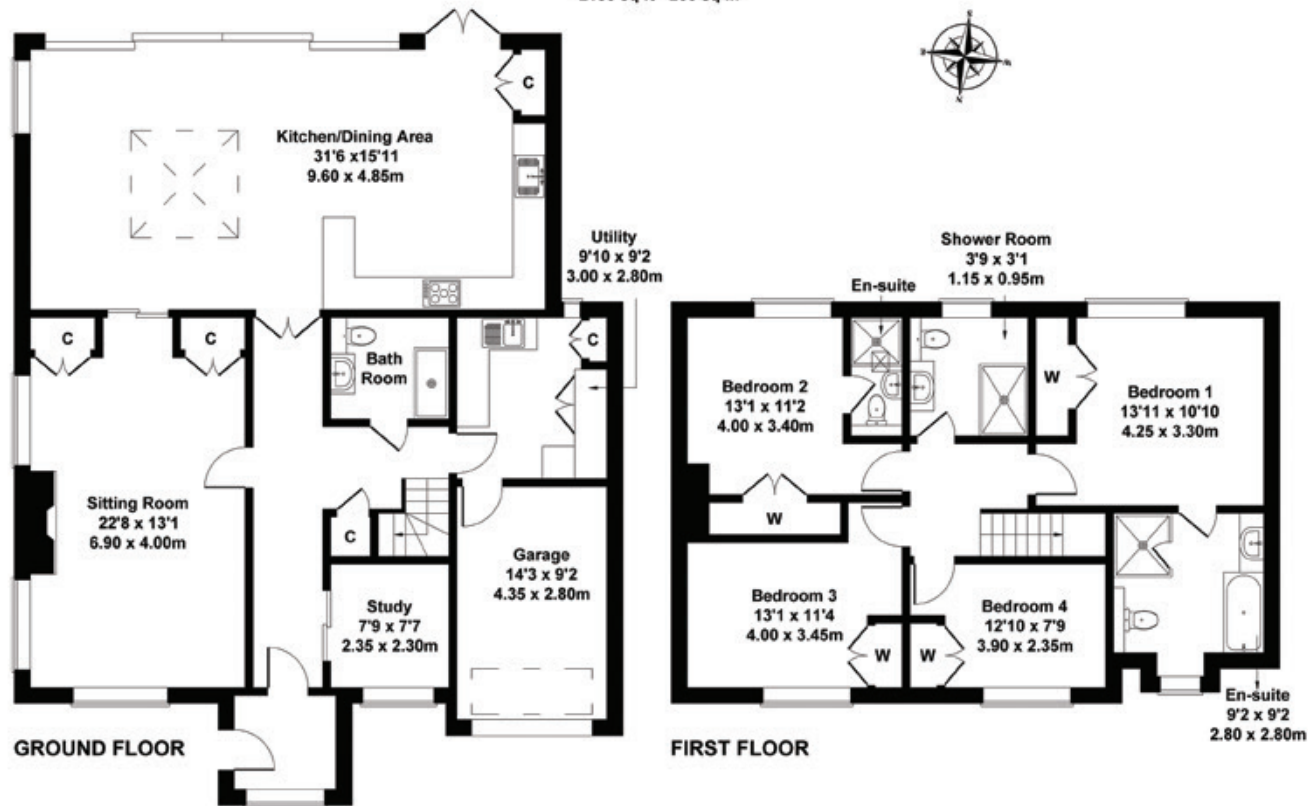 Kitchen/Dining Area
31'6 x15'11
9.60 x 4.85m
C
Utility
9'10 x 9'2
3.00 x 2.80m
C
C
Bath
Room
C
Sitting Room
22'8 x 13'1
6.90 x 4.00m
C
Garage
14'3 x 9'2
4.35 x 2.80m
Study
7'9 x 7'7
2.35 x 2.30m
GROUND FLOOR
Shower Room
3'9 x 3'1
1.15 x 0.95m
En-suite
Bedroom 2
13'1 x 11'2
4.00 x 3.40m
W
Bedroom 1
13'11 x 10'10
4.25 x 3.30m
W
Bedroom 3
13'1 x 11'4
4.00 x 3.45m
W
Bedroom 4
12'10 x 7'9
3.90 x 2.35m
W
En-suite
9'2 x 9'2
2.80 x 2.80m
FIRST FLOOR